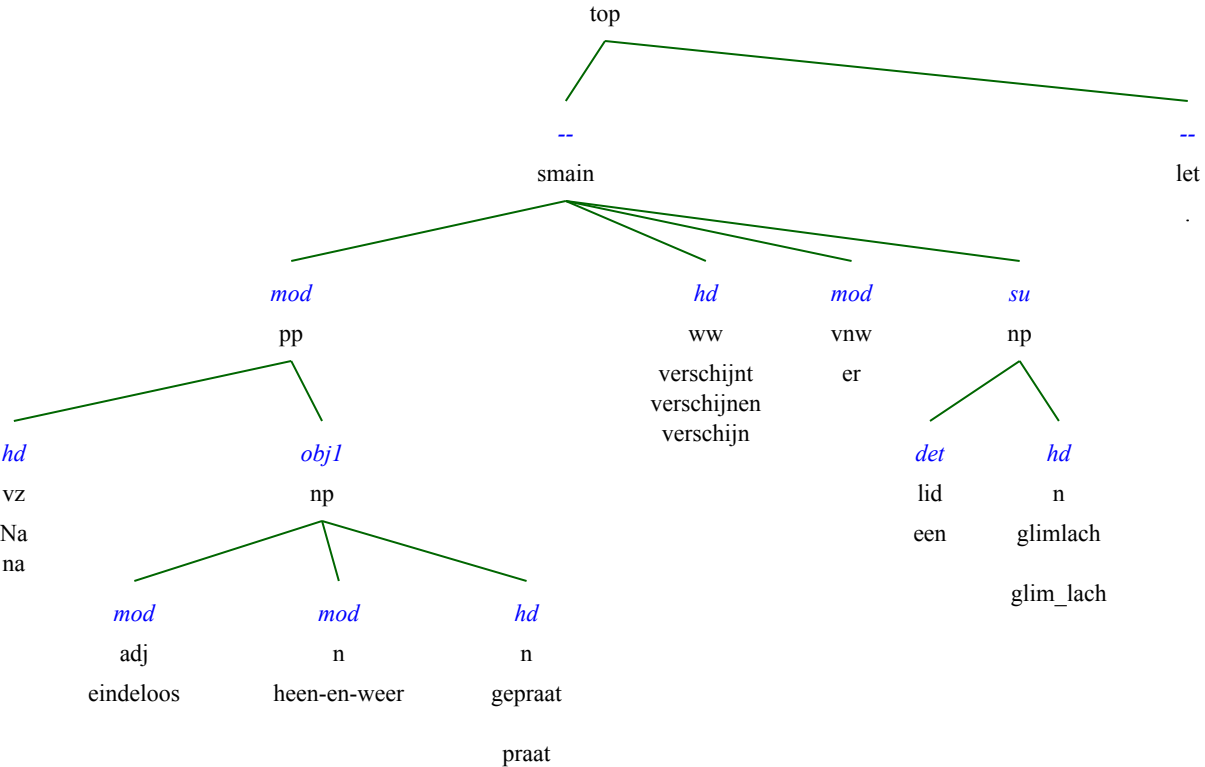 top
-- --
smain let
.
mod hd mod su
pp ww vnw np
verschijnt er
verschijnen
verschijn
hd obj1 det hd
vz np lid n
Na een glimlach
na
glim_lach
mod mod hd
adj n n
eindeloos heen-en-weer gepraat
praat